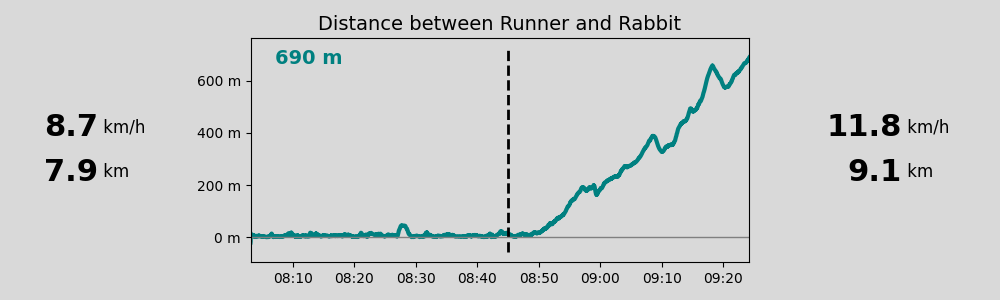 Distance between Runner and Rabbit
690 m
600 m
400 m
200 m
0 m
08:10 08:20 08:30 08:40 08:50 09:00 09:10 09:20
8.7 km/h
7.9 km
11.8 km/h
9.1 km